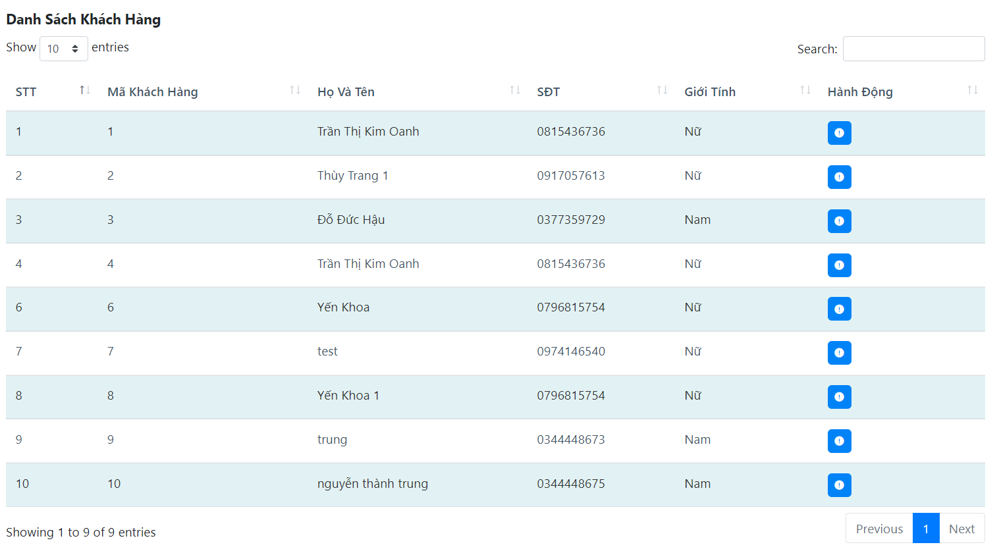 Danh Sách Khách Hàng
Show 10 entries Search:
STT Mã Khách Hàng Họ Và Tên SĐT Giới Tính Hành Động
1 1 Trần Thị Kim Oanh 0815436736 Nữ
2 2 Thùy Trang 1 0917057613 Nữ
3 3 Đỗ Đức Hậu 0377359729 Nam
4 4 Trần Thị Kim Oanh 0815436736 Nữ
6 6 Yến Khoa 0796815754 Nữ
7 7 test 0974146540 Nữ
8 8 Yến Khoa 1 0796815754 Nữ
9 9 trung 0344448673 Nam
10 10 nguyễn thành trung 0344448675 Nam
Showing 1 to 9 of 9 entries Previous 1 Next